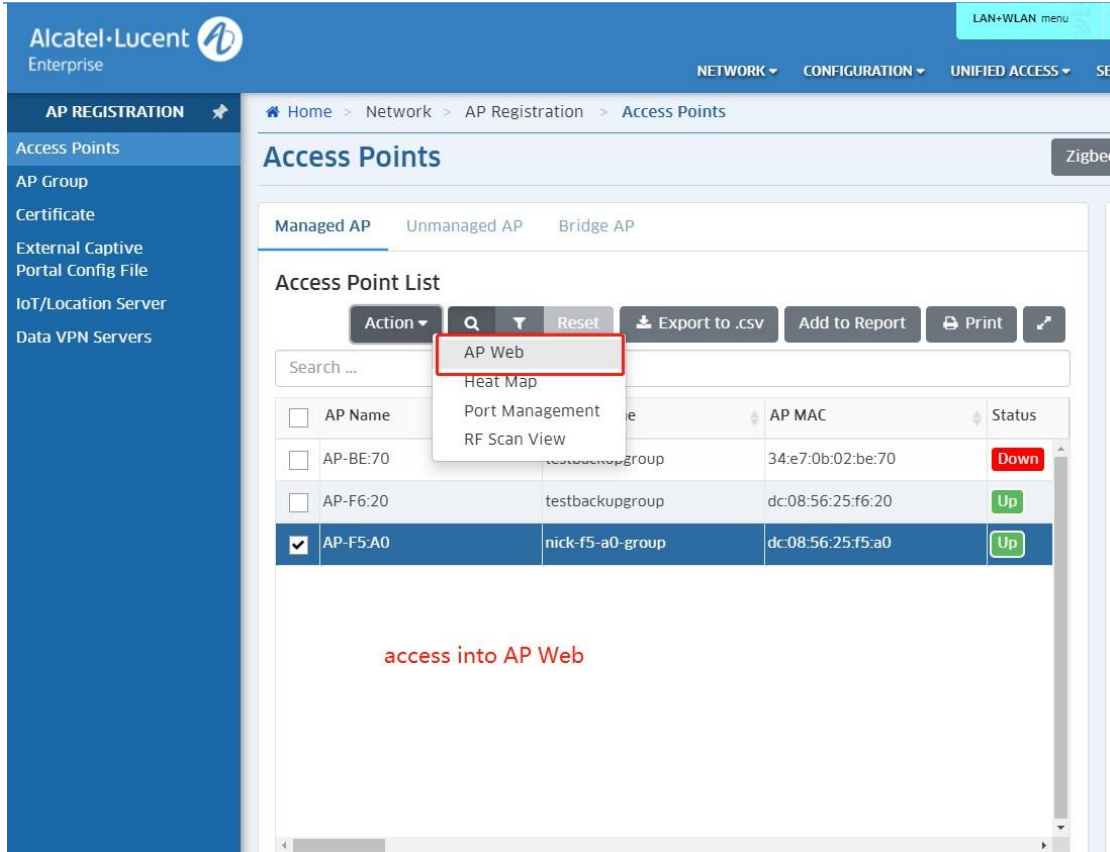 Alcatel·Lucent
Enterprise
LAN+WLAN menu
NETWORK
CONFIGURATION
UNIFIED ACCESS
AP REGISTRATION
Access Points
AP Group
Certificate
External Captive
Portal Config File
IoT/Location Server
Data VPN Servers
Home > Network > AP Registration > Access Points
Access Points
Managed AP
Unmanaged AP
Bridge AP
Access Point List
Action
Reset
Export to .csv
Add to Report
Print
AP Web
Heat Map
Port Management
RF Scan View
Search ...
AP Name
AP MAC
Status
AP-BE:70
34:e7:0b:02:be:70
Down
AP-F6:20
testbackupgroup
dc:08:56:25:f6:20
Up
AP-F5:A0
nick-f5-a0-group
dc:08:56:25:f5:a0
Up
access into AP Web